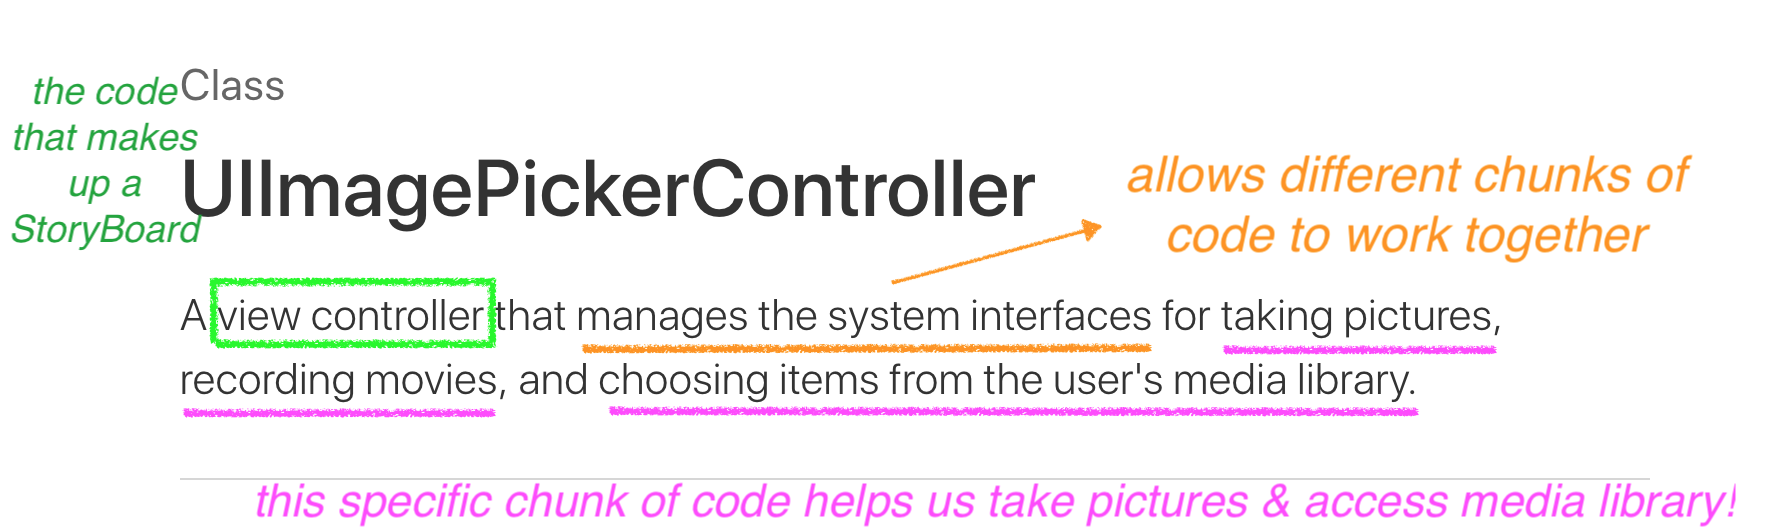 the code
that makes
up a
StoryBoard
Class
UIImagePickerController
allows different chunks of
code to work together
A view controller that manages the system interfaces for taking pictures,
recording movies, and choosing items from the user's media library.
this specific chunk of code helps us take pictures & access media library!